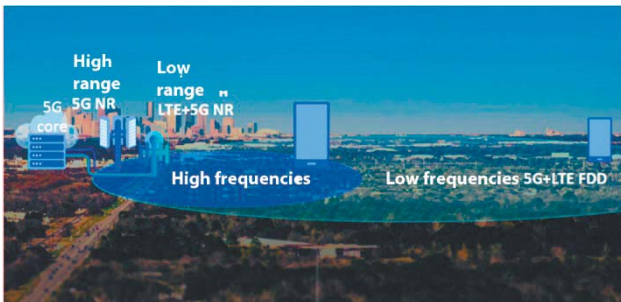 High
range
5G NR
Low
range
LTE+5G NR
5G
core
High frequencies
Low frequencies 5G+LTE FDD